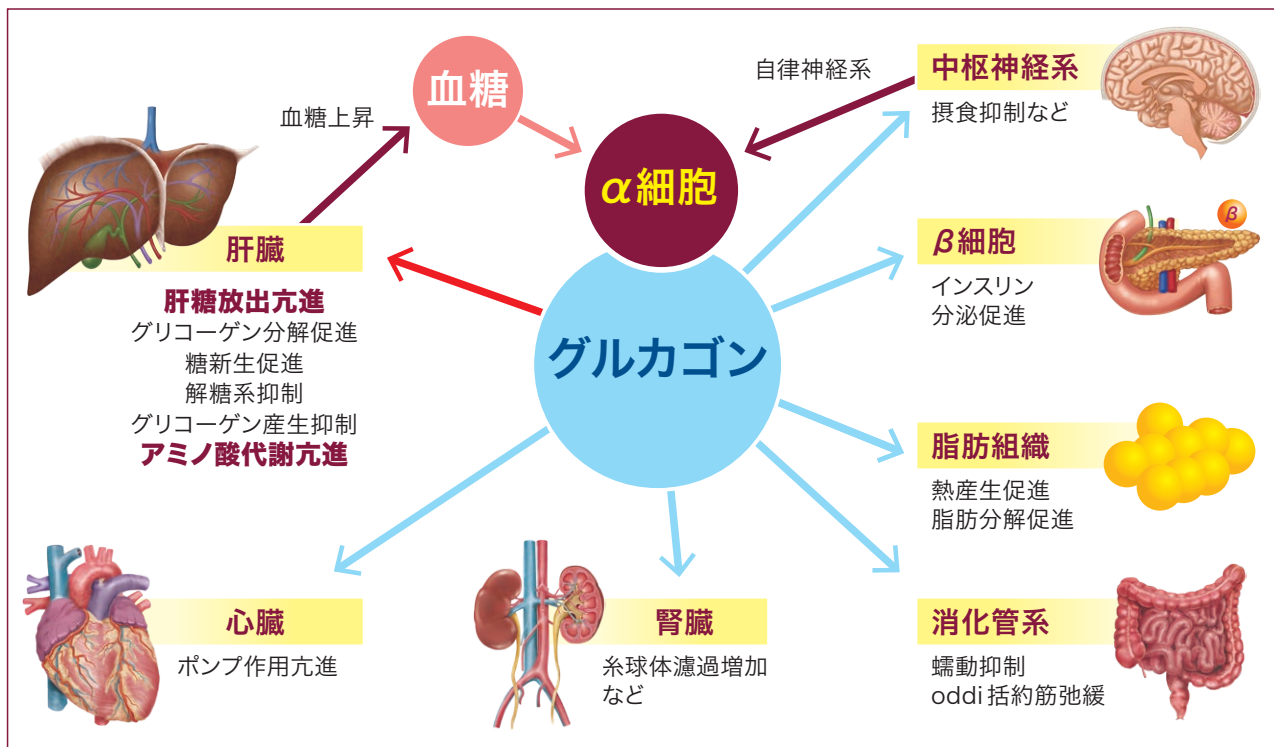 血糖
血糖上昇
自律神経系
α細胞
グルカゴン
肝臓
肝糖放出亢進
グリコーゲン分解促進
糖新生促進
解糖系抑制
グリコーゲン産生抑制
アミノ酸代謝亢進
中枢神経系
摂食抑制など
β細胞
β
インスリン
分泌促進
脂肪組織
熱産生促進
脂肪分解促進
心臓
ポンプ作用亢進
腎臓
糸球体濾過増加
など
消化管系
蠕動抑制
oddi括約筋弛緩